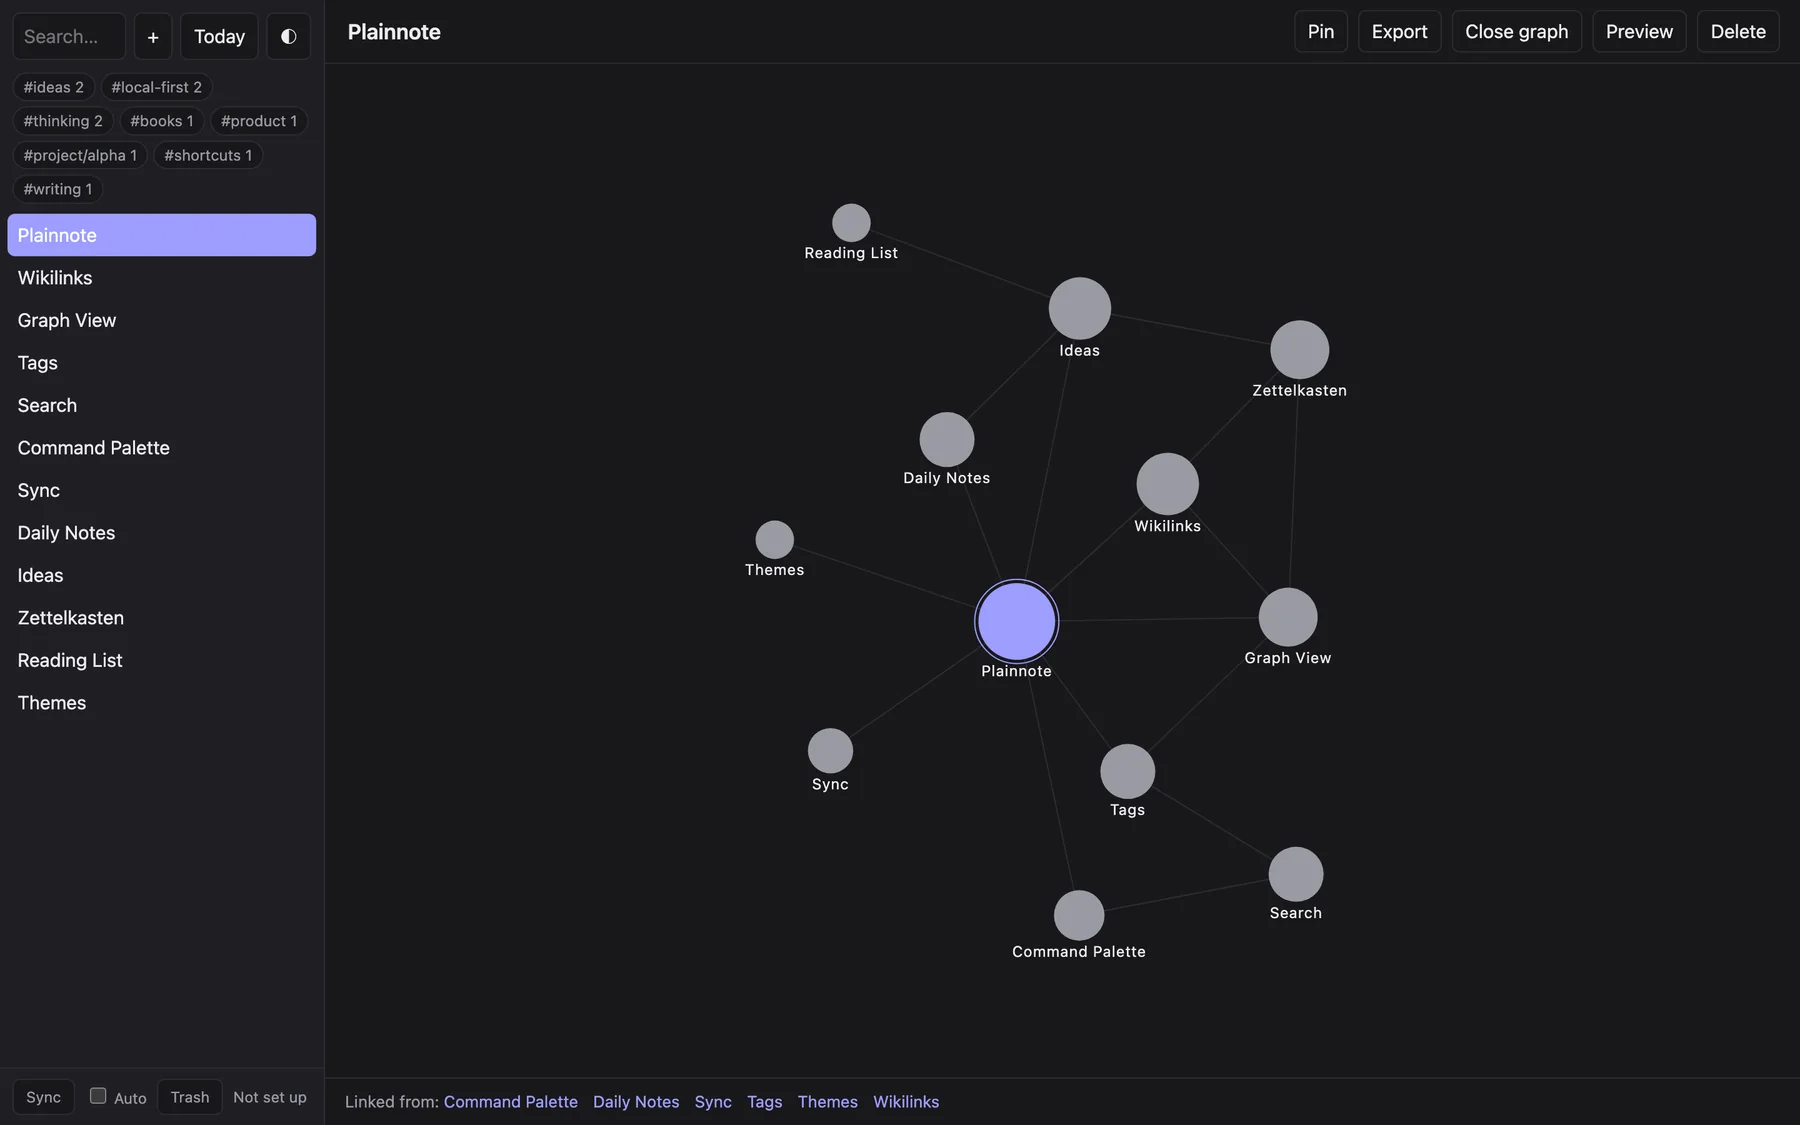 Search...
+
Today
#ideas 2
#local-first 2
#thinking 2
#books 1
#product 1
#project/alpha 1
#shortcuts 1
#writing 1
Plainnote
Wikilinks
Graph View
Tags
Search
Command Palette
Sync
Daily Notes
Ideas
Zettelkasten
Reading List
Themes
Sync
Auto
Trash
Not set up
Plainnote
Pin
Export
Close graph
Preview
Delete
Reading List
Ideas
Zettelkasten
Daily Notes
Wikilinks
Themes
Graph View
Plainnote
Sync
Tags
Search
Command Palette
Linked from: Command Palette Daily Notes Sync Tags Themes Wikilinks